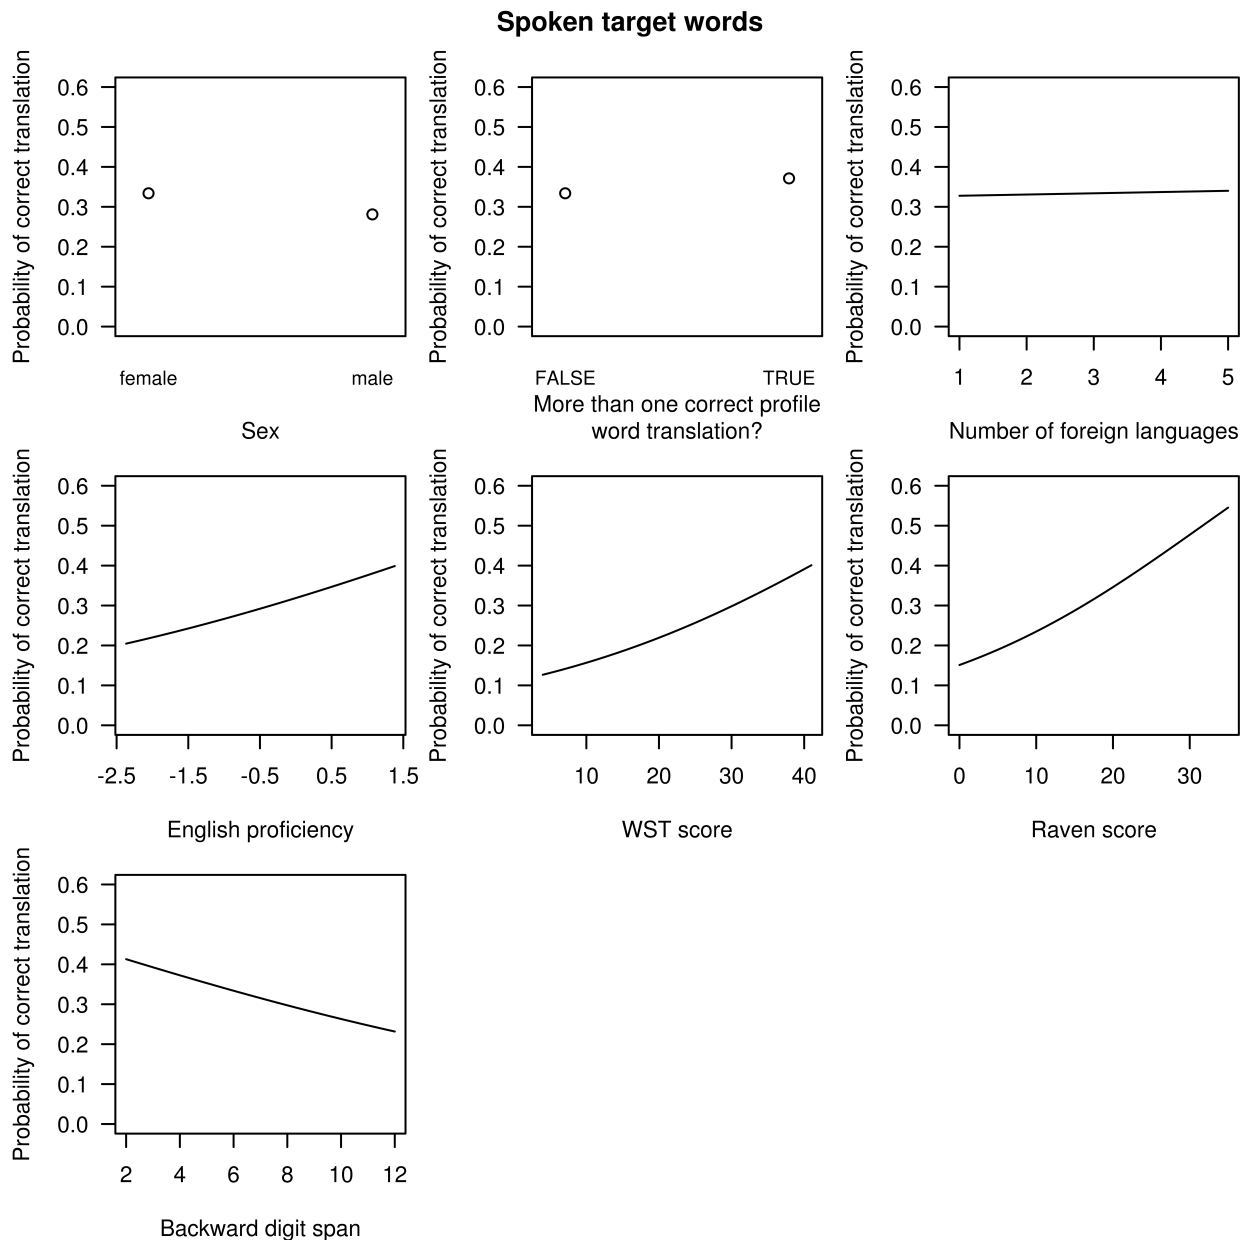 Spoken target words
Probability of correct translation
0.6
0.5
0.4
0.3
0.2
0.1
0.0
female male
Sex
Probability of correct translation
0.6
0.5
0.4
0.3
0.2
0.1
0.0
FALSE TRUE
More than one correct profile
word translation?
Probability of correct translation
0.6
0.5
0.4
0.3
0.2
0.1
0.0
1 2 3 4 5
Number of foreign languages
Probability of correct translation
0.6
0.5
0.4
0.3
0.2
0.1
0.0
-2.5 -1.5 -0.5 0.5 1.5
English proficiency
Probability of correct translation
0.6
0.5
0.4
0.3
0.2
0.1
0.0
10 20 30 40
WST score
Probability of correct translation
0.6
0.5
0.4
0.3
0.2
0.1
0.0
0 10 20 30
Raven score
Probability of correct translation
0.6
0.5
0.4
0.3
0.2
0.1
0.0
2 4 6 8 10 12
Backward digit span